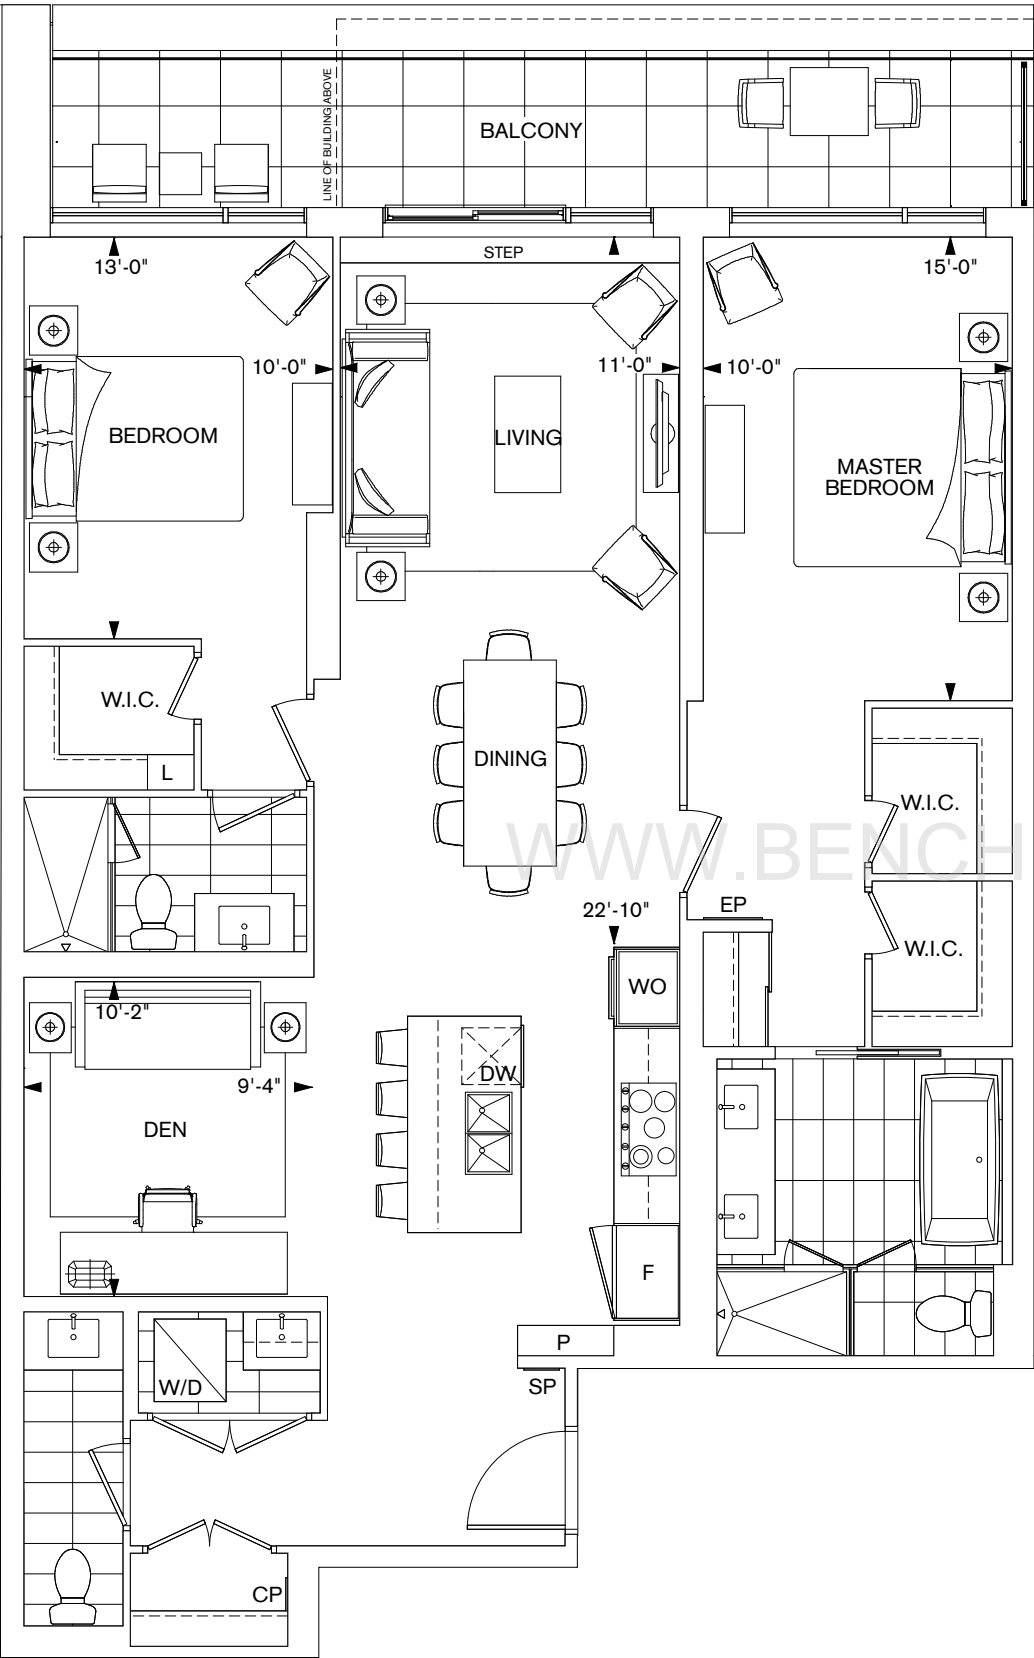 LINE OF BUILDING ABOVE
BALCONY
STEP
13'-0"
15'-0"
10'-0"
11'-0"
10'-0"
BEDROOM
LIVING
MASTER
BEDROOM
W.I.C.
L
DINING
W.I.C.
WWW.BENCH
EP
22'-10"
W.I.C.
WO
10'-2"
DW
9'-4"
DEN
F
P
SP
W/D
CP